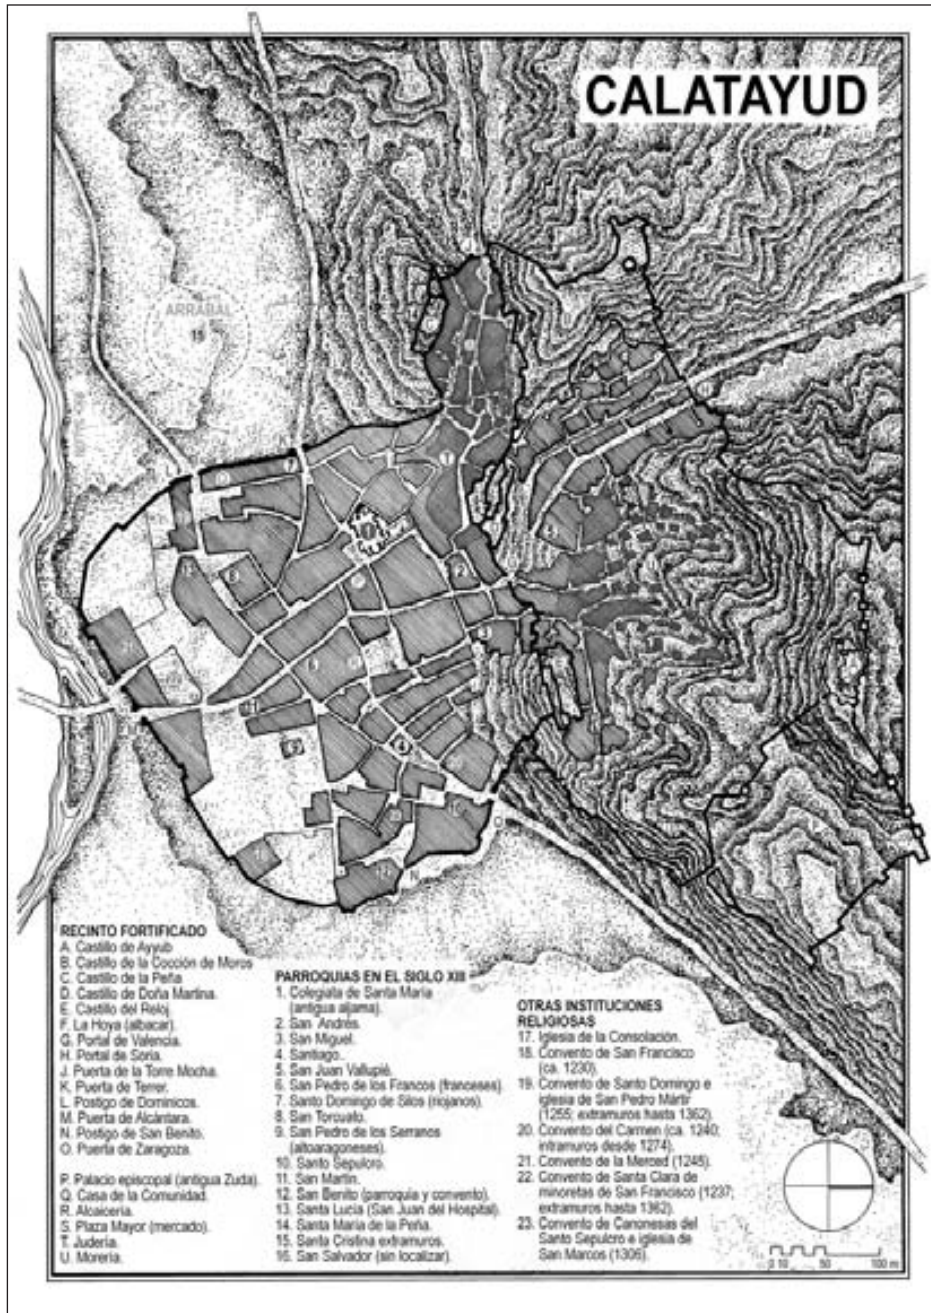 CALATAYUD
ARRABAL
15
RECINTO FORTIFICADO
A. Castillo de Ayyub
B. Castillo de la Cocción de Moros
C. Castillo de la Peña
D. Castillo de Doña Martina.
E. Castillo del Reloj.
F. La Hoya (albacar).
G. Portal de Valencia.
H. Portal de Soria.
J. Puerta de la Torre Mocha.
K. Puerta de Terrer.
L. Postigo de Dominicos.
M. Puerta de Alcántara.
N. Postigo de San Benito.
O. Puerta de Zaragoza.
P. Palacio episcopal (antigua Zuda).
Q. Casa de la Comunidad.
R. Alcaicería.
S. Plaza Mayor (mercado).
T. Judería.
U. Morería.
PARROQUIAS EN EL SIGLO XIII
1. Colegiata de Santa María
(antigua aljama).
2. San Andrés.
3. San Miguel.
4. Santiago.
5. San Juan Vallupié.
6. San Pedro de los Francos (franceses).
7. Santo Domingo de Silos (riojanos).
8. San Torcuato.
9. San Pedro de los Serranos
(altoaragoneses).
10. Santo Sepulcro.
11. San Martín.
12. San Benito (parroquia y convento).
13. Santa Lucía (San Juan del Hospital).
14. Santa María de la Peña.
15. Santa Cristina extramuros.
16. San Salvador (sin localizar).
OTRAS INSTITUCIONES
RELIGIOSAS
17. Iglesia de la Consolación.
18. Convento de San Francisco
(ca. 1230).
19. Convento de Santo Domingo e
iglesia de San Pedro Mártir
(1255; extramuros hasta 1362).
20. Convento del Carmen (ca. 1240;
intramuros desde 1274).
21. Convento de la Merced (1245).
22. Convento de Santa Clara de
minoretas de San Francisco (1237;
extramuros hasta 1362).
23. Convento de Canonesas del
Santo Sepulcro e iglesia de
San Marcos (1306).
0 10 50 100 m